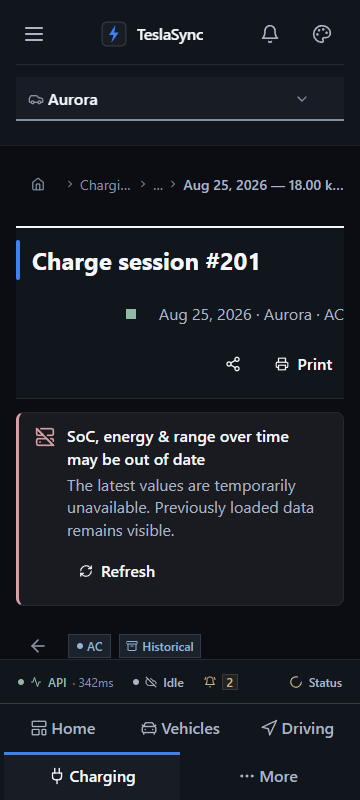 TeslaSync
Aurora
Chargi... ... Aug 25, 2026 — 18.00 k...
Charge session #201
Aug 25, 2026 · Aurora · AC
Print
SoC, energy & range over time
may be out of date
The latest values are temporarily
unavailable. Previously loaded data
remains visible.
Refresh
AC Historical
API · 342ms Idle 2 Status
Home Vehicles Driving
Charging More